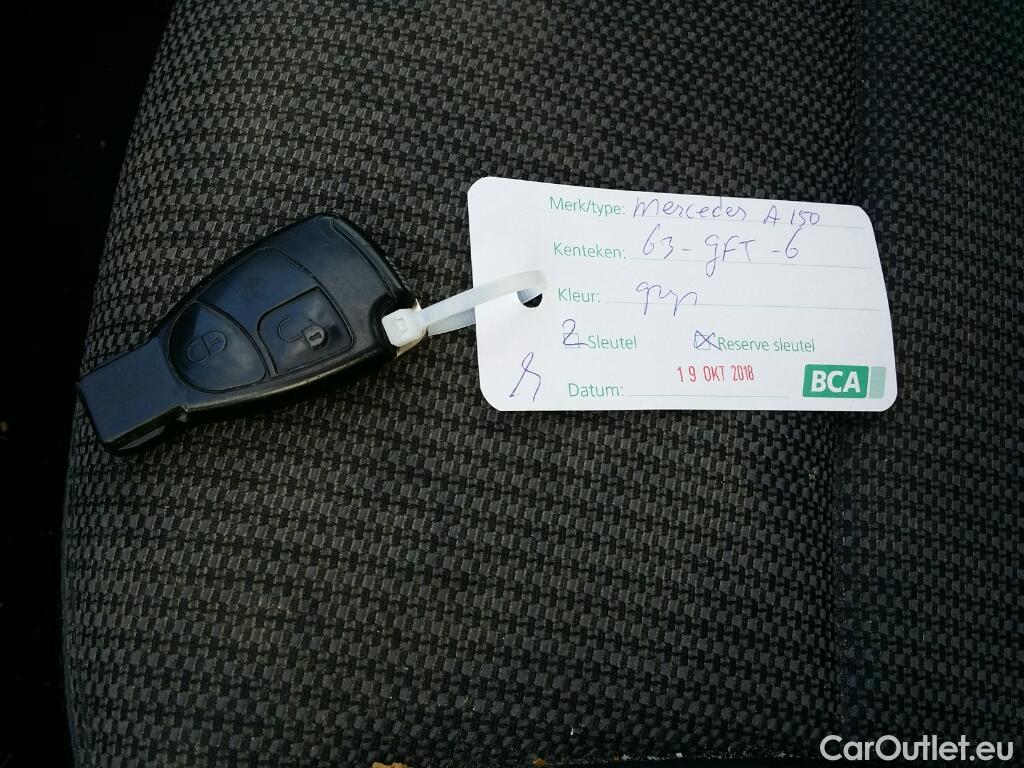 Merk/type: Mercedes A 150
Kenteken: 63-GFT-6
Kleur: grijs
2 Sleutel Reserve sleutel
Datum: 19 OKT 2018 BCA
CarOutlet.eu